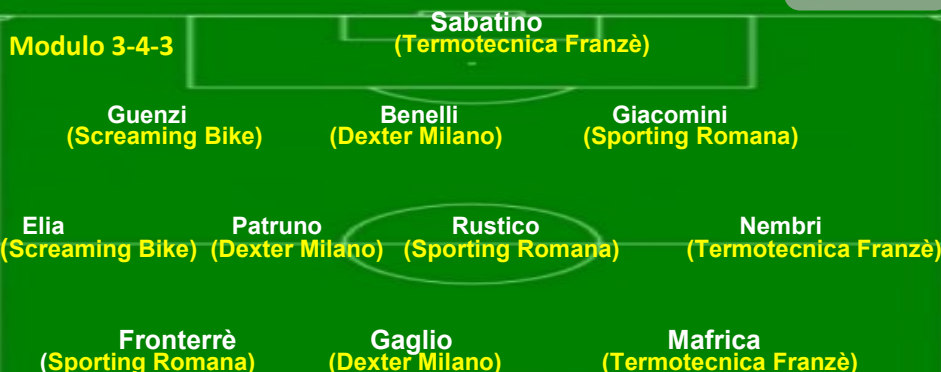 Sabatino
Modulo 3-4-3
(Termotecnica Franzè)
Guenzi Benelli Giacomini
(Screaming Bike) (Dexter Milano) (Sporting Romana)
Elia Patruno Rustico Nembri
(Screaming Bike) (Dexter Milano) (Sporting Romana) (Termotecnica Franzè)
Fronterrè Gaglio Mafrica
(Sporting Romana) (Dexter Milano) (Termotecnica Franzè)